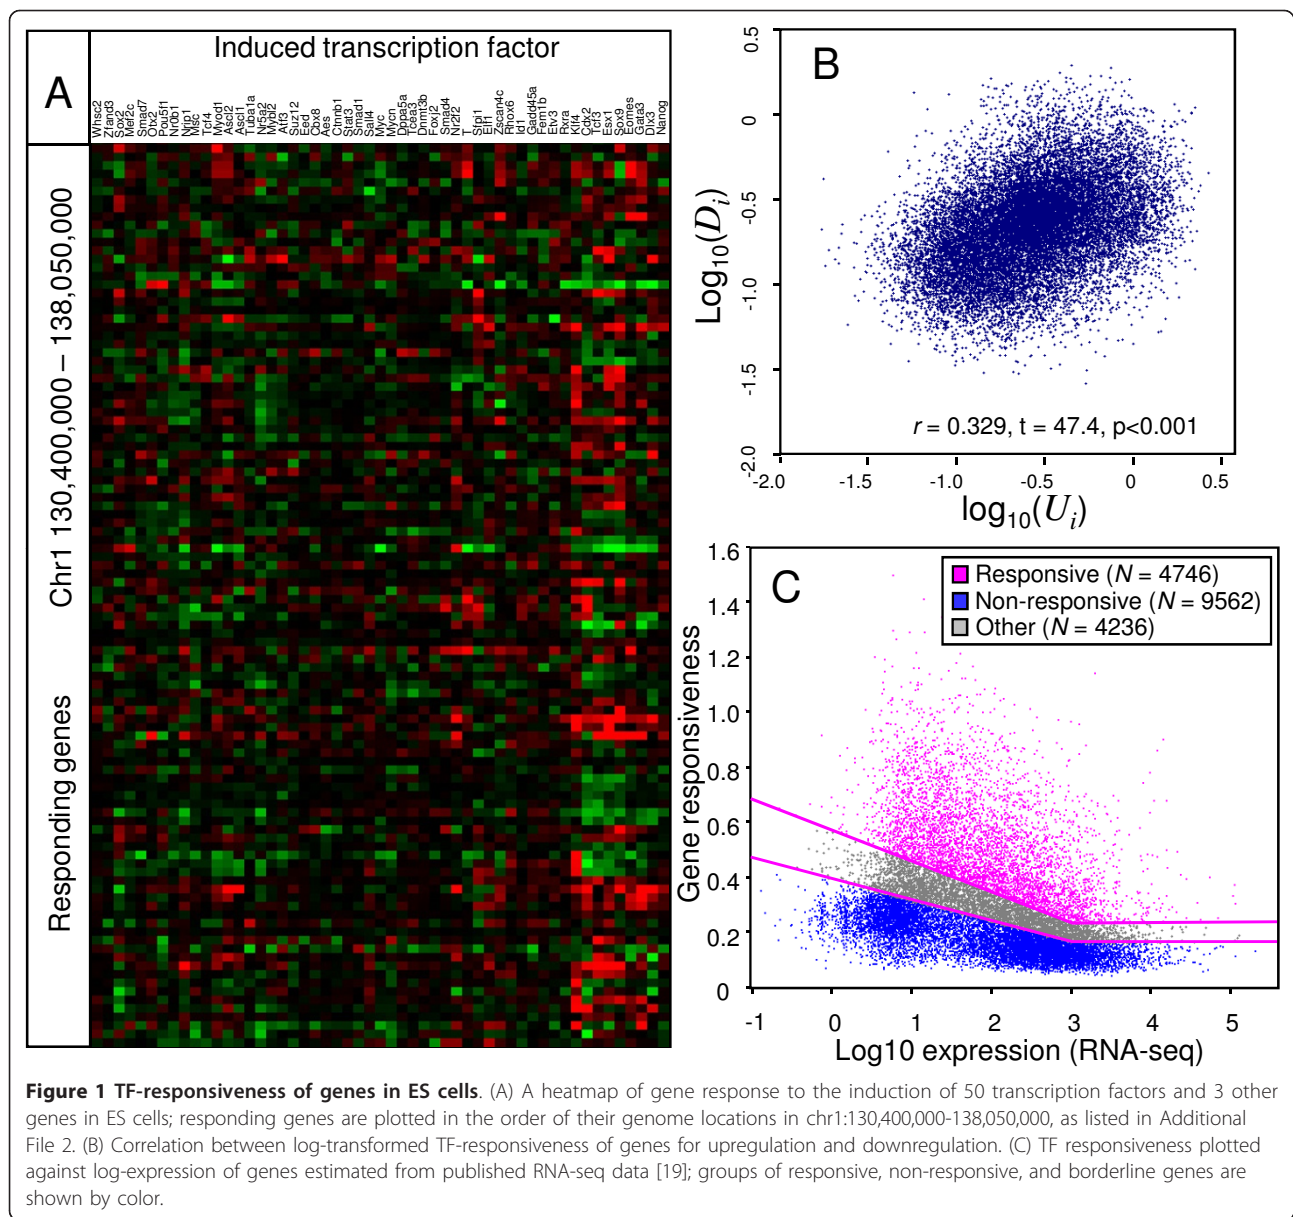 A
Induced transcription factor
Whsc2
Zfand3
Sox2
Mef2c
Smad7
Otx2
Pou5f1
Nr0b1
Nrip1
Msc
Tcf4
Myod1
Ascl2
Ascl1
Tuba1a
Nr5a2
Mybl2
Atf3
Suz12
Eed
Cbx8
Aes
Ctnnb1
Stat3
Smad1
Sall4
Myc
Mycn
Dppa5a
Tcea3
Dnmt3b
Foxj2
Smad4
Nr2f2
T
Sfpi1
Elf1
Zscan4c
Rhox6
Id1
Gadd45a
Fem1b
Etv3
Rxra
Klf4
Cdx2
Tcf3
Esx1
Sox9
Eomes
Gata3
Dlx3
Nanog
Chr1 130,400,000 – 138,050,000
Responding genes
B
Log10(Di)
0.5
0
-0.5
-1.0
-1.5
-2.0
r = 0.329, t = 47.4, p<0.001
-2.0 -1.5 -1.0 -0.5 0 0.5
log10(Ui)
C
Responsive (N = 4746)
Non-responsive (N = 9562)
Other (N = 4236)
Gene responsiveness
1.6
1.4
1.2
1.0
0.8
0.6
0.4
0.2
0
-1 0 1 2 3 4 5
Log10 expression (RNA-seq)
Figure 1 TF-responsiveness of genes in ES cells. (A) A heatmap of gene response to the induction of 50 transcription factors and 3 other
genes in ES cells; responding genes are plotted in the order of their genome locations in chr1:130,400,000-138,050,000, as listed in Additional
File 2. (B) Correlation between log-transformed TF-responsiveness of genes for upregulation and downregulation. (C) TF responsiveness plotted
against log-expression of genes estimated from published RNA-seq data [19]; groups of responsive, non-responsive, and borderline genes are
shown by color.